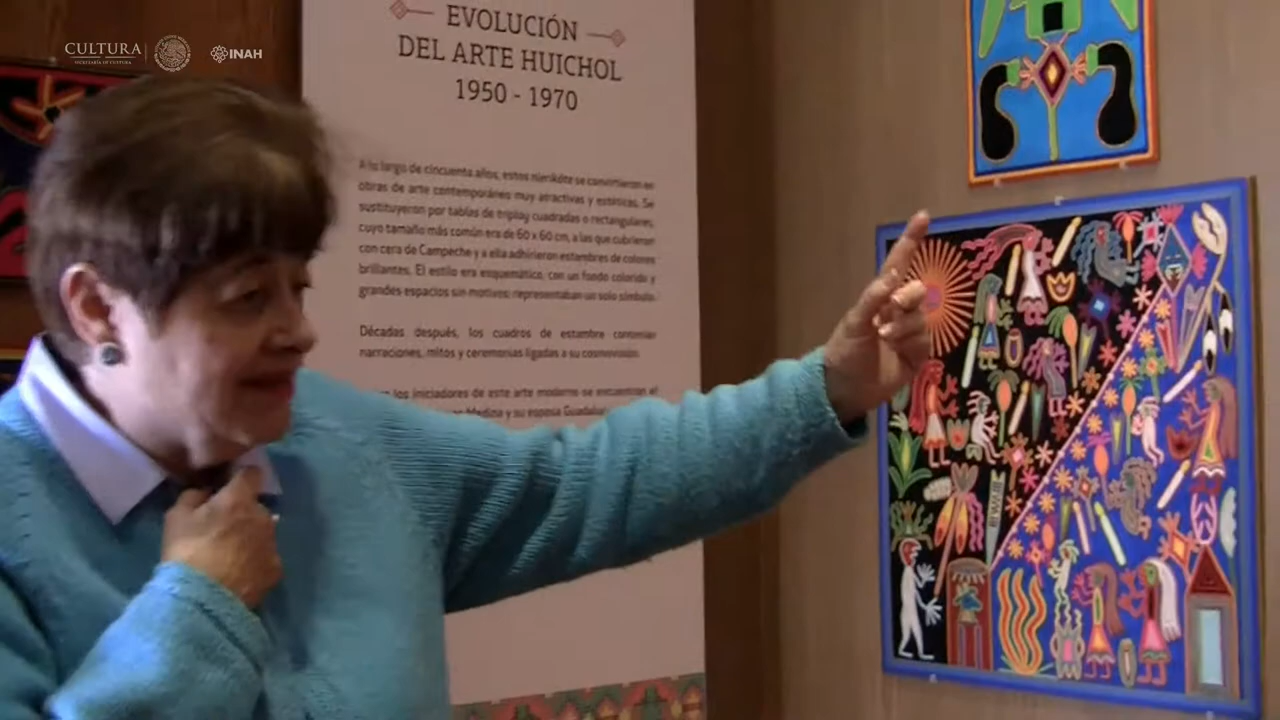 CULTURA
SECRETARÍA DE CULTURA
INAH
EVOLUCIÓN
DEL ARTE HUICHOL
1950 - 1970
A lo largo de cincuenta años, estos nierikate se convirtieron en
obras de arte contemporáneo muy atractivas y estéticas. Se
sustituyeron por tablas de triplay cuadradas o rectangulares,
cuyo tamaño más común era de 60 x 60 cm, a las que cubrieron
con cera de Campeche y a ella adhirieron estambres de colores
brillantes. El estilo era esquemático, con un fondo colorido y
grandes espacios sin motivos; representaban un solo símbolo.
Décadas después, los cuadros de estambre contenían
narraciones, mitos y ceremonias ligadas a su cosmovisión.
los iniciadores de este arte moderno se encuentran el
Medina y su esposa